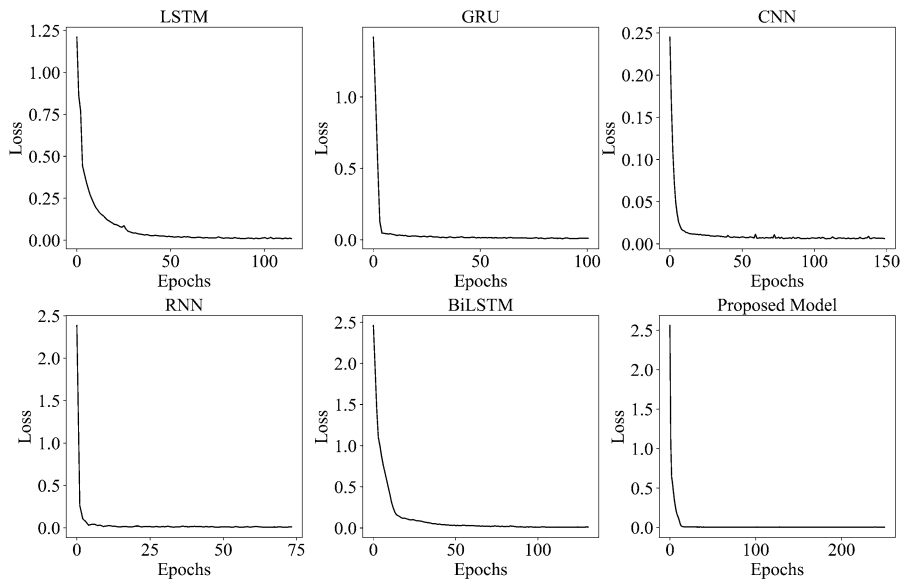 LSTM
1.25
1.00
0.75
0.50
0.25
0.00
Loss
0 50 100
Epochs
GRU
1.0
0.5
0.0
Loss
0 50 100
Epochs
CNN
0.25
0.20
0.15
0.10
0.05
0.00
Loss
0 50 100 150
Epochs
RNN
2.5
2.0
1.5
1.0
0.5
0.0
Loss
0 25 50 75
Epochs
BiLSTM
2.5
2.0
1.5
1.0
0.5
0.0
Loss
0 50 100
Epochs
Proposed Model
2.5
2.0
1.5
1.0
0.5
0.0
Loss
0 100 200
Epochs